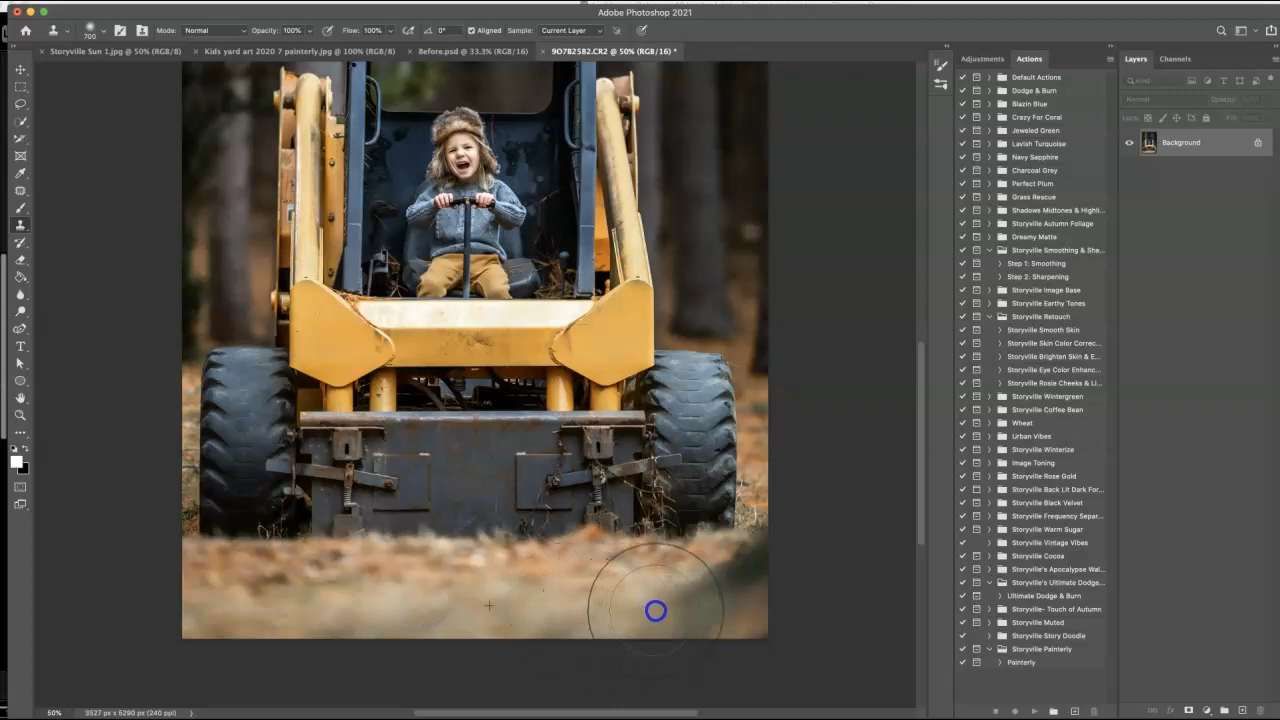 Adobe Photoshop 2021
700 Mode: Normal Opacity: 100% Flow: 100% 0° Aligned Sample: Current Layer
Storyville Sun 1.jpg @ 50% (RGB/8) Kids yard art 2020 7 painterly.jpg @ 100% (RGB/8) Before.psd @ 33.3% (RGB/16) 9O7B2582.CR2 @ 50% (RGB/16) *
Adjustments Actions
Default Actions
Dodge & Burn
Blazin Blue
Crazy For Coral
Jeweled Green
Lavish Turquoise
Navy Sapphire
Charcoal Grey
Perfect Plum
Grass Rescue
Shadows Midtones & Highli...
Storyville Autumn Foliage
Dreamy Matte
Storyville Smoothing & Sha...
Step 1: Smoothing
Step 2: Sharpening
Storyville Image Base
Storyville Earthy Tones
Storyville Retouch
Storyville Smooth Skin
Storyville Skin Color Correc...
Storyville Brighten Skin & E...
Storyville Eye Color Enhanc...
Storyville Rosie Cheeks & Li...
Storyville Wintergreen
Storyville Coffee Bean
Wheat
Urban Vibes
Storyville Winterize
Image Toning
Storyville Rose Gold
Storyville Back Lit Dark For...
Storyville Black Velvet
Storyville Frequency Separ...
Storyville Warm Sugar
Storyville Vintage Vibes
Storyville Cocoa
Storyville's Apocalypse Wal...
Storyville's Ultimate Dodge...
Ultimate Dodge & Burn
Storyville- Touch of Autumn
Storyville Muted
Storyville Story Doodle
Storyville Painterly
Painterly
Layers Channels
Kind
Normal Opacity:
Lock: Fill:
Background
50% 3527 px x 5290 px (240 ppi)